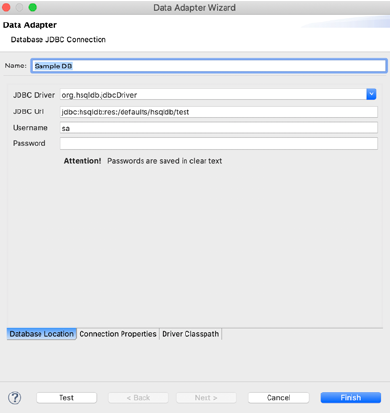 Data Adapter Wizard
Data Adapter
Database JDBC Connection
Name: Sample DB
JDBC Driver org.hsqldb.jdbcDriver
JDBC Url jdbc:hsqldb:res:/defaults/hsqldb/test
Username sa
Password
Attention! Passwords are saved in clear text
Database Location Connection Properties Driver Classpath
? Test < Back Next > Cancel Finish